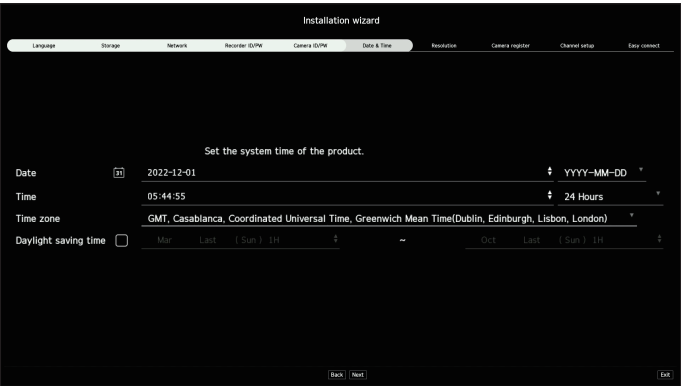 Installation wizard
Language Storage Network Recorder ID/PW Camera ID/PW Date & Time Resolution Camera register Channel setup Easy connect
Set the system time of the product.
Date 31 2022-12-01 YYYY-MM-DD
Time 05:44:55 24 Hours
Time zone GMT, Casablanca, Coordinated Universal Time, Greenwich Mean Time(Dublin, Edinburgh, Lisbon, London)
Daylight saving time Mar Last (Sun) 1H ~ Oct Last (Sun) 1H
Back Next Exit